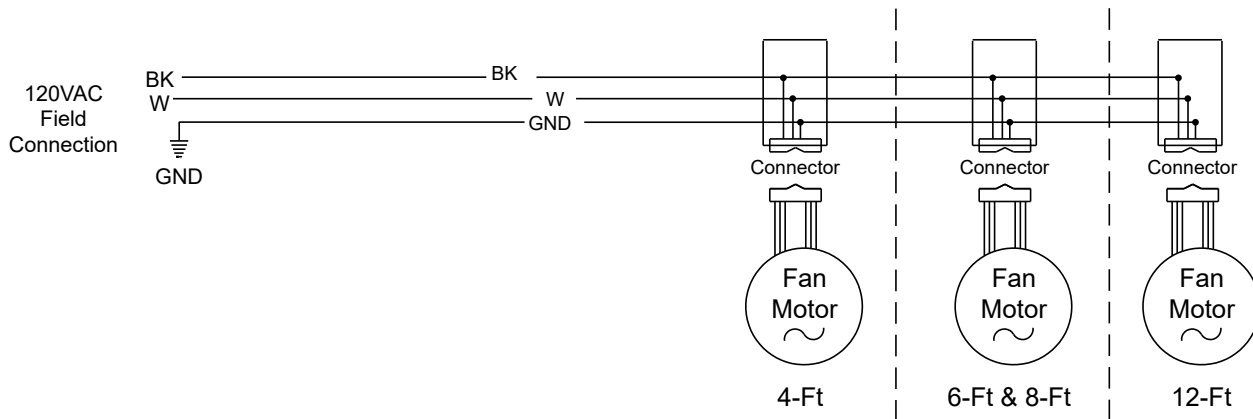 120VAC
Field
Connection
BK
W
GND
BK
W
GND
Connector
Connector
Connector
Fan
Motor
Fan
Motor
Fan
Motor
4-Ft
6-Ft & 8-Ft
12-Ft